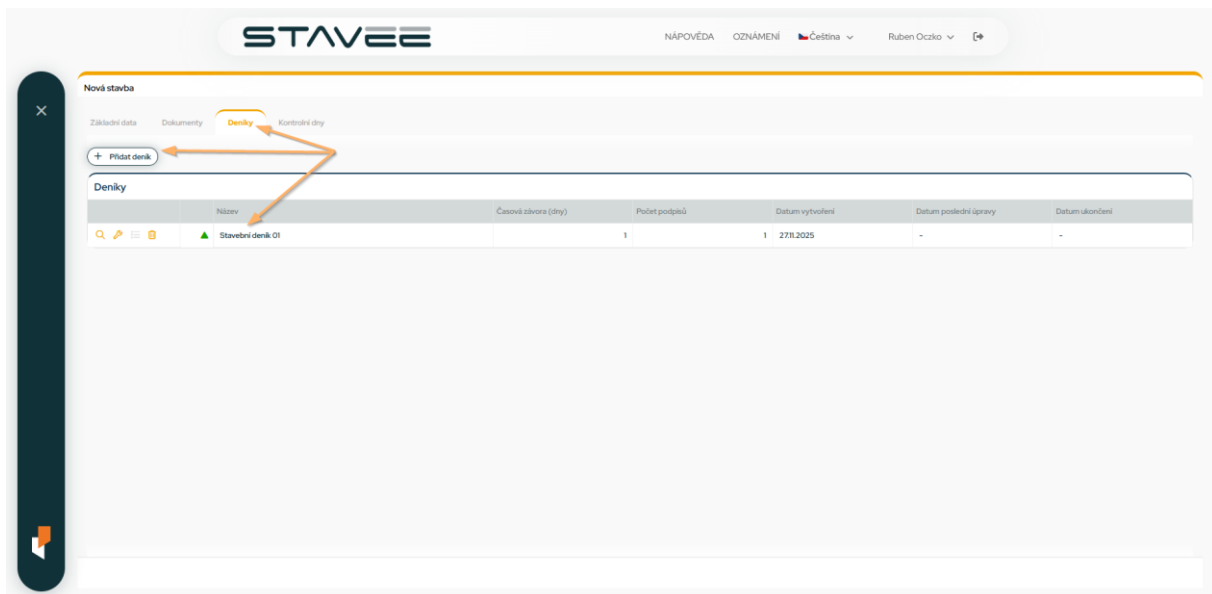 STAVEE
NÁPOVĚDA OZNÁMENÍ Čeština Ruben Oczko
Nová stavba
Základní data Dokumenty Deníky Kontrolní dny
+ Přidat deník
Deníky
Název Časová závora (dny) Počet podpisů Datum vytvoření Datum poslední úpravy Datum ukončení
Stavební deník 01 1 1 27.11.2025 - -